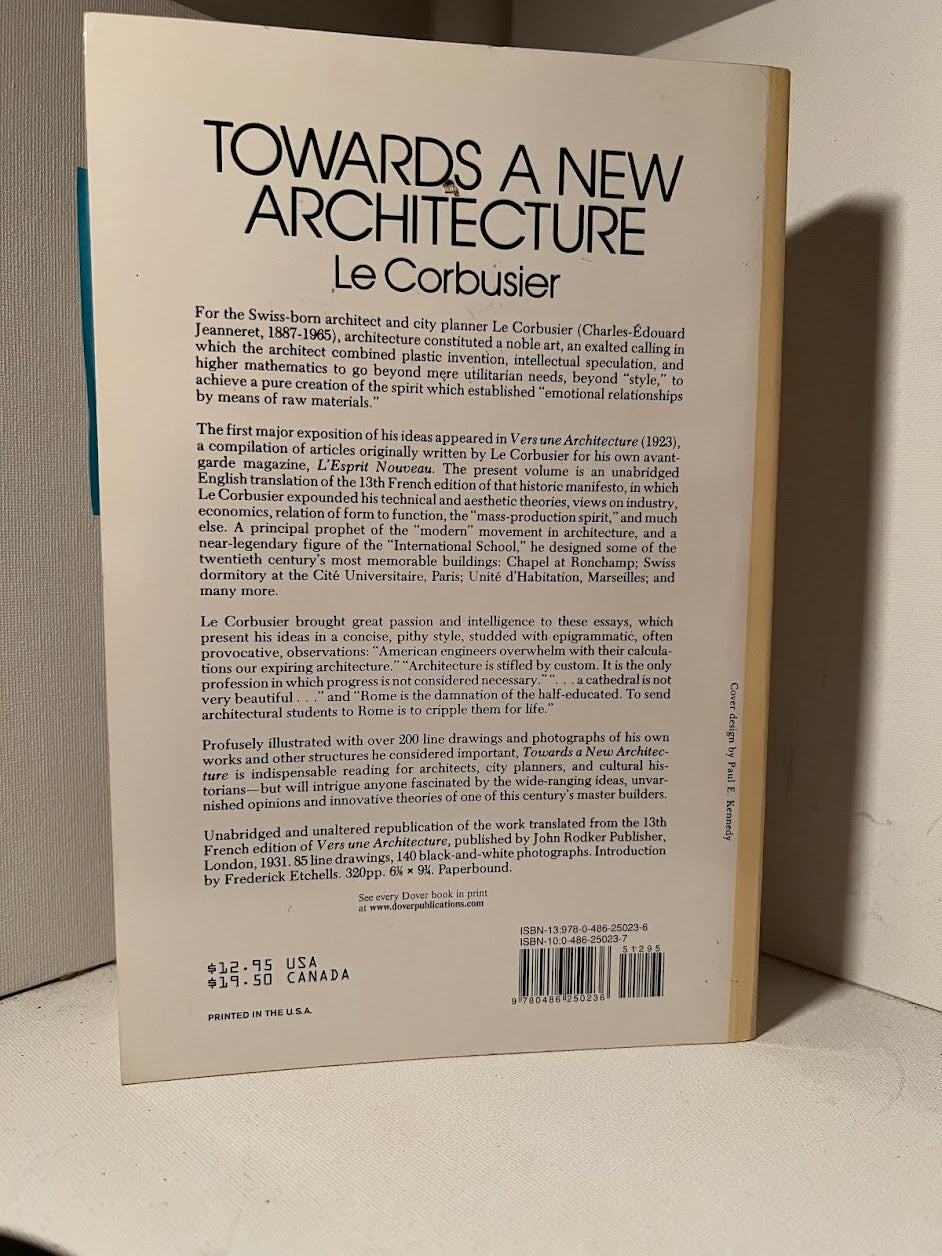 TOWARDS A NEW
ARCHITECTURE
Le Corbusier
For the Swiss-born architect and city planner Le Corbusier (Charles-Édouard
Jeanneret, 1887-1965), architecture constituted a noble art, an exalted calling in
which the architect combined plastic invention, intellectual speculation, and
higher mathematics to go beyond mere utilitarian needs, beyond “style,” to
achieve a pure creation of the spirit which established “emotional relationships
by means of raw materials.”
The first major exposition of his ideas appeared in Vers une Architecture (1923),
a compilation of articles originally written by Le Corbusier for his own avant-
garde magazine, L’Esprit Nouveau. The present volume is an unabridged
English translation of the 13th French edition of that historic manifesto, in which
Le Corbusier expounded his technical and aesthetic theories, views on industry,
economics, relation of form to function, the “mass-production spirit,” and much
else. A principal prophet of the “modern” movement in architecture, and a
near-legendary figure of the “International School,” he designed some of the
twentieth century’s most memorable buildings: Chapel at Ronchamp; Swiss
dormitory at the Cité Universitaire, Paris; Unité d’Habitation, Marseilles; and
many more.
Le Corbusier brought great passion and intelligence to these essays, which
present his ideas in a concise, pithy style, studded with epigrammatic, often
provocative, observations: “American engineers overwhelm with their calcula-
tions our expiring architecture.” “Architecture is stifled by custom. It is the only
profession in which progress is not considered necessary.” “. . . a cathedral is not
very beautiful . . .” and “Rome is the damnation of the half-educated. To send
architectural students to Rome is to cripple them for life.”
Profusely illustrated with over 200 line drawings and photographs of his own
works and other structures he considered important, Towards a New Architec-
ture is indispensable reading for architects, city planners, and cultural his-
torians—but will intrigue anyone fascinated by the wide-ranging ideas, unvar-
nished opinions and innovative theories of one of this century’s master builders.
Unabridged and unaltered republication of the work translated from the 13th
French edition of Vers une Architecture, published by John Rodker Publisher,
London, 1931. 85 line drawings, 140 black-and-white photographs. Introduction
by Frederick Etchells. 320pp. 6⅛ × 9¼. Paperbound.
See every Dover book in print
at www.doverpublications.com
ISBN-13:978-0-486-25023-6
ISBN-10:0-486-25023-7
51295
9 780486 250236
$12.95 USA
$19.50 CANADA
PRINTED IN THE U.S.A.
Cover design by Paul E. Kennedy